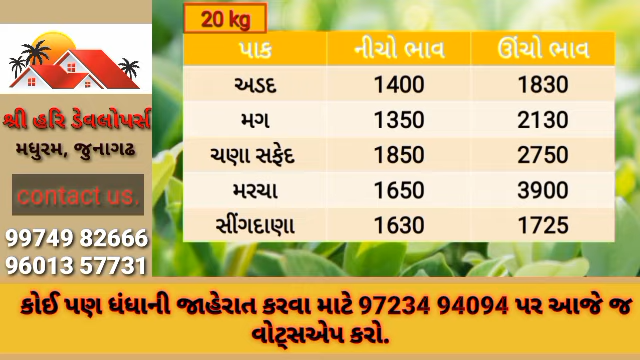 20 kg
પાક નીચો ભાવ ઊંચો ભાવ
અડદ 1400 1830
મગ 1350 2130
ચણા સફેદ 1850 2750
મરચા 1650 3900
સીંગદાણા 1630 1725
શ્રી હરિ ડેવલોપર્સ
મધુરમ, જુનાગઢ
contact us.
99749 82666
96013 57731
કોઈ પણ ધંધાની જાહેરાત કરવા માટે 97234 94094 પર આજે જ
વોટ્સએપ કરો.